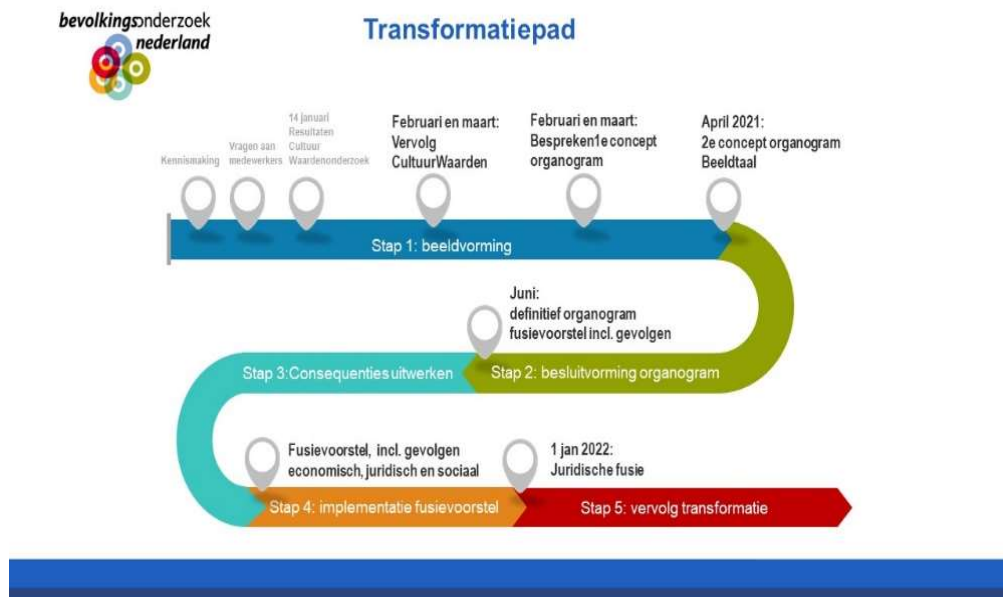 bevolkingsonderzoek
nederland
Transformatiepad
Kennismaking
Vragen aan
medewerkers
14 januari
Resultaten
Cultuur
Waardenonderzoek
Februari en maart:
Vervolg
CultuurWaarden
Februari en maart:
Bespreken1e concept
organogram
April 2021:
2e concept organogram
Beeldtaal
Stap 1: beeldvorming
Juni:
definitief organogram
fusievoorstel incl. gevolgen
Stap 3:Consequenties uitwerken
Stap 2: besluitvorming organogram
Fusievoorstel, incl. gevolgen
economisch, juridisch en sociaal
1 jan 2022:
Juridische fusie
Stap 4: implementatie fusievoorstel
Stap 5: vervolg transformatie